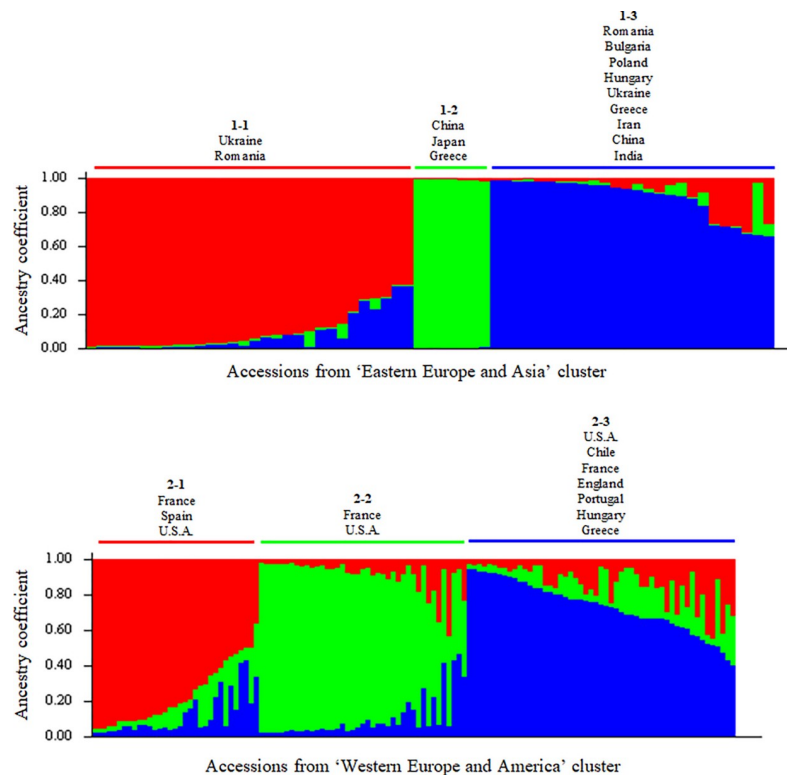 1-3
Romania
Bulgaria
Poland
Hungary
Ukraine
Greece
Iran
China
India
1-2
China
Japan
Greece
1-1
Ukraine
Romania
Ancestry coefficient
1.00
0.80
0.60
0.40
0.20
0.00
Accessions from ‘Eastern Europe and Asia’ cluster
2-3
U.S.A.
Chile
France
England
Portugal
Hungary
Greece
2-1
France
Spain
U.S.A.
2-2
France
U.S.A.
Ancestry coefficient
1.00
0.80
0.60
0.40
0.20
0.00
Accessions from ‘Western Europe and America’ cluster